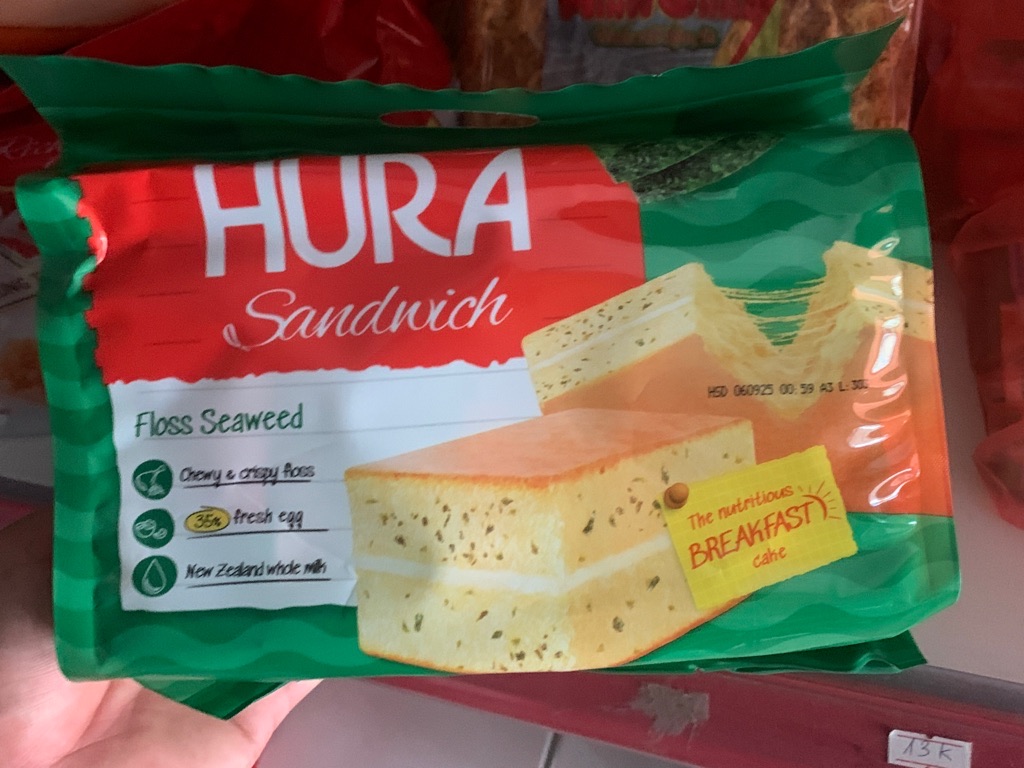 HURA
Sandwich
Floss Seaweed
Chewy & crispy floss
35% fresh egg
New Zealand whole milk
HSD 060925 00:59 A3 L:
The nutritious
BREAKFAST
cake
13K